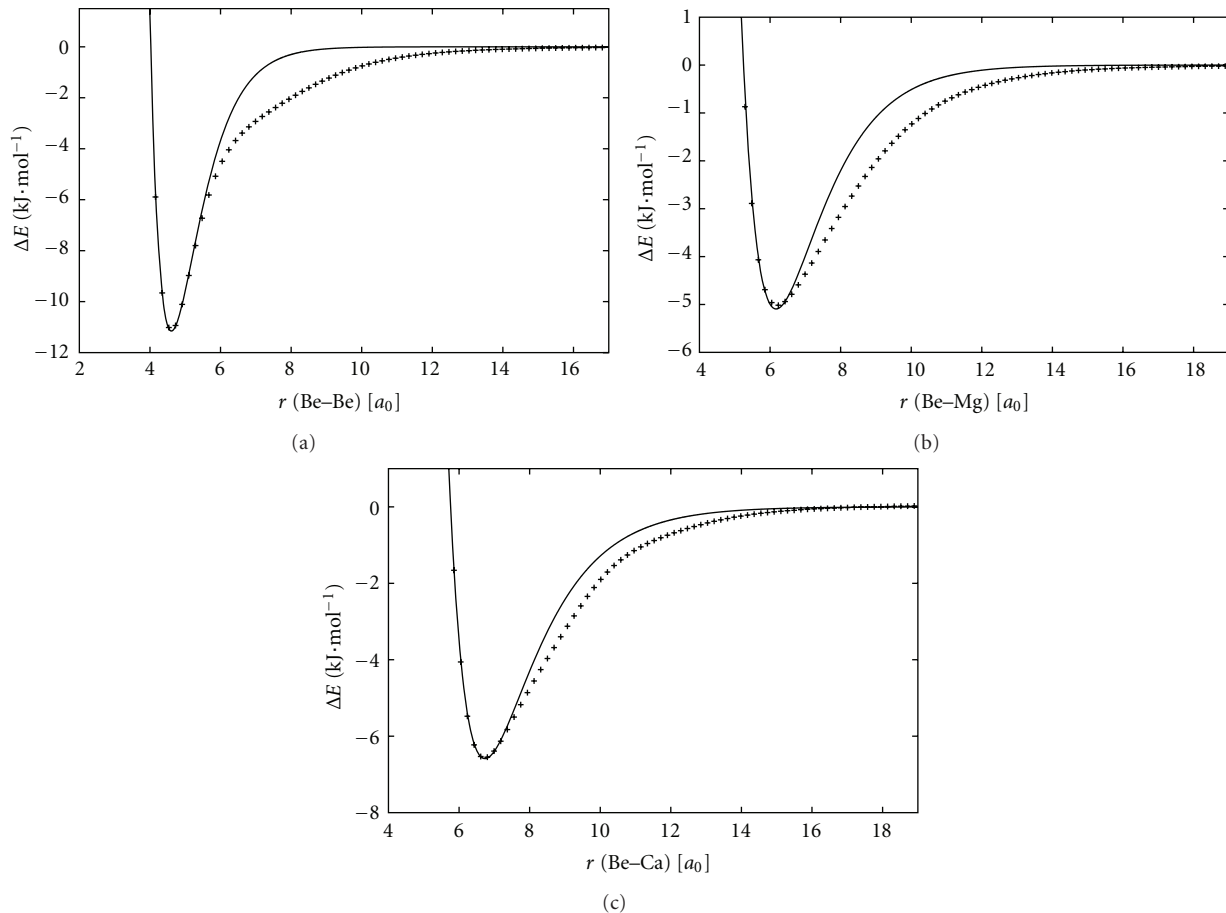 0
−2
−4
−6
−8
−10
−12
2 4 6 8 10 12 14 16
ΔE (kJ·mol⁻¹)
r (Be–Be) [a₀]
(a)
1
0
−1
−2
−3
−4
−5
−6
4 6 8 10 12 14 16 18
ΔE (kJ·mol⁻¹)
r (Be–Mg) [a₀]
(b)
0
−2
−4
−6
−8
4 6 8 10 12 14 16 18
ΔE (kJ·mol⁻¹)
r (Be–Ca) [a₀]
(c)